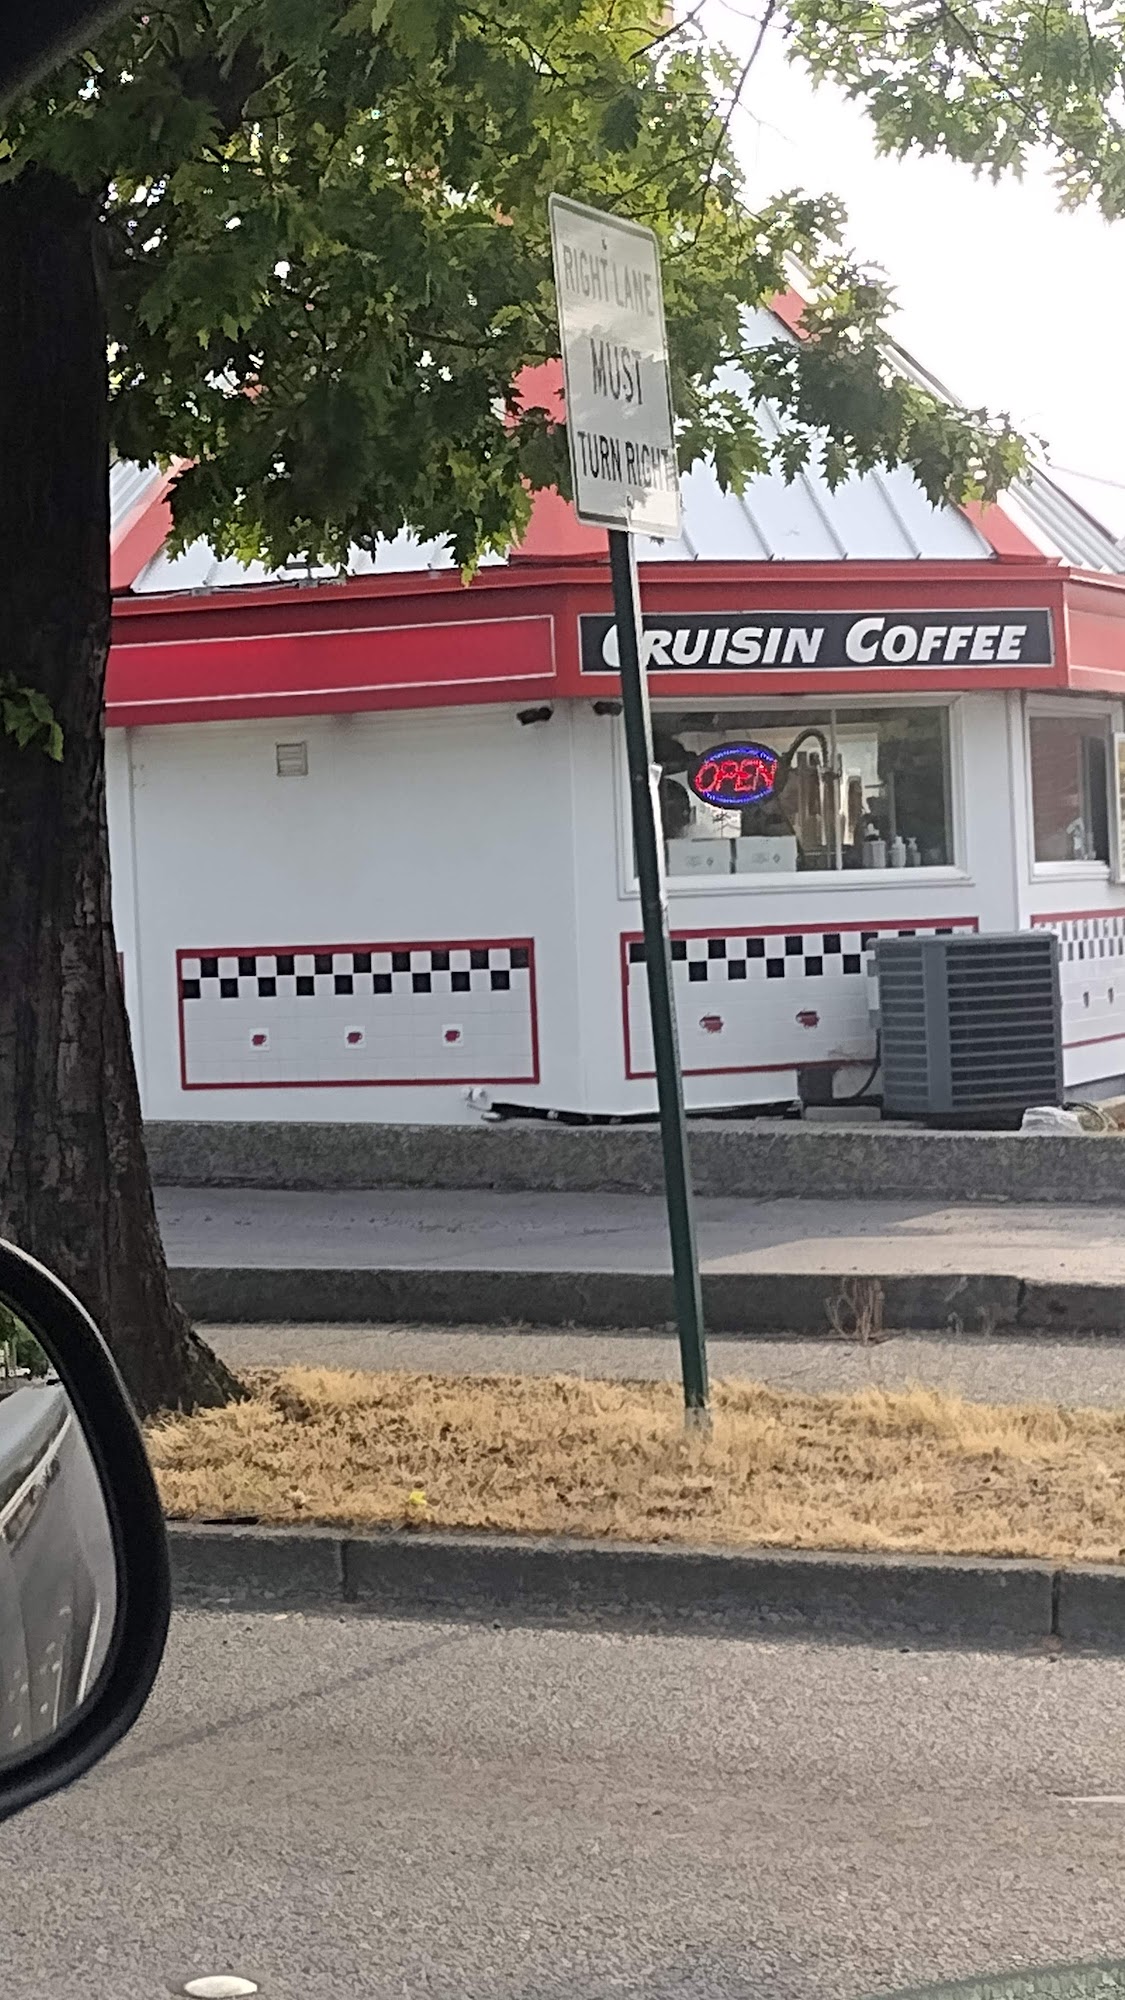 RIGHT LANE
MUST
TURN RIGHT
CRUISIN COFFEE
OPEN